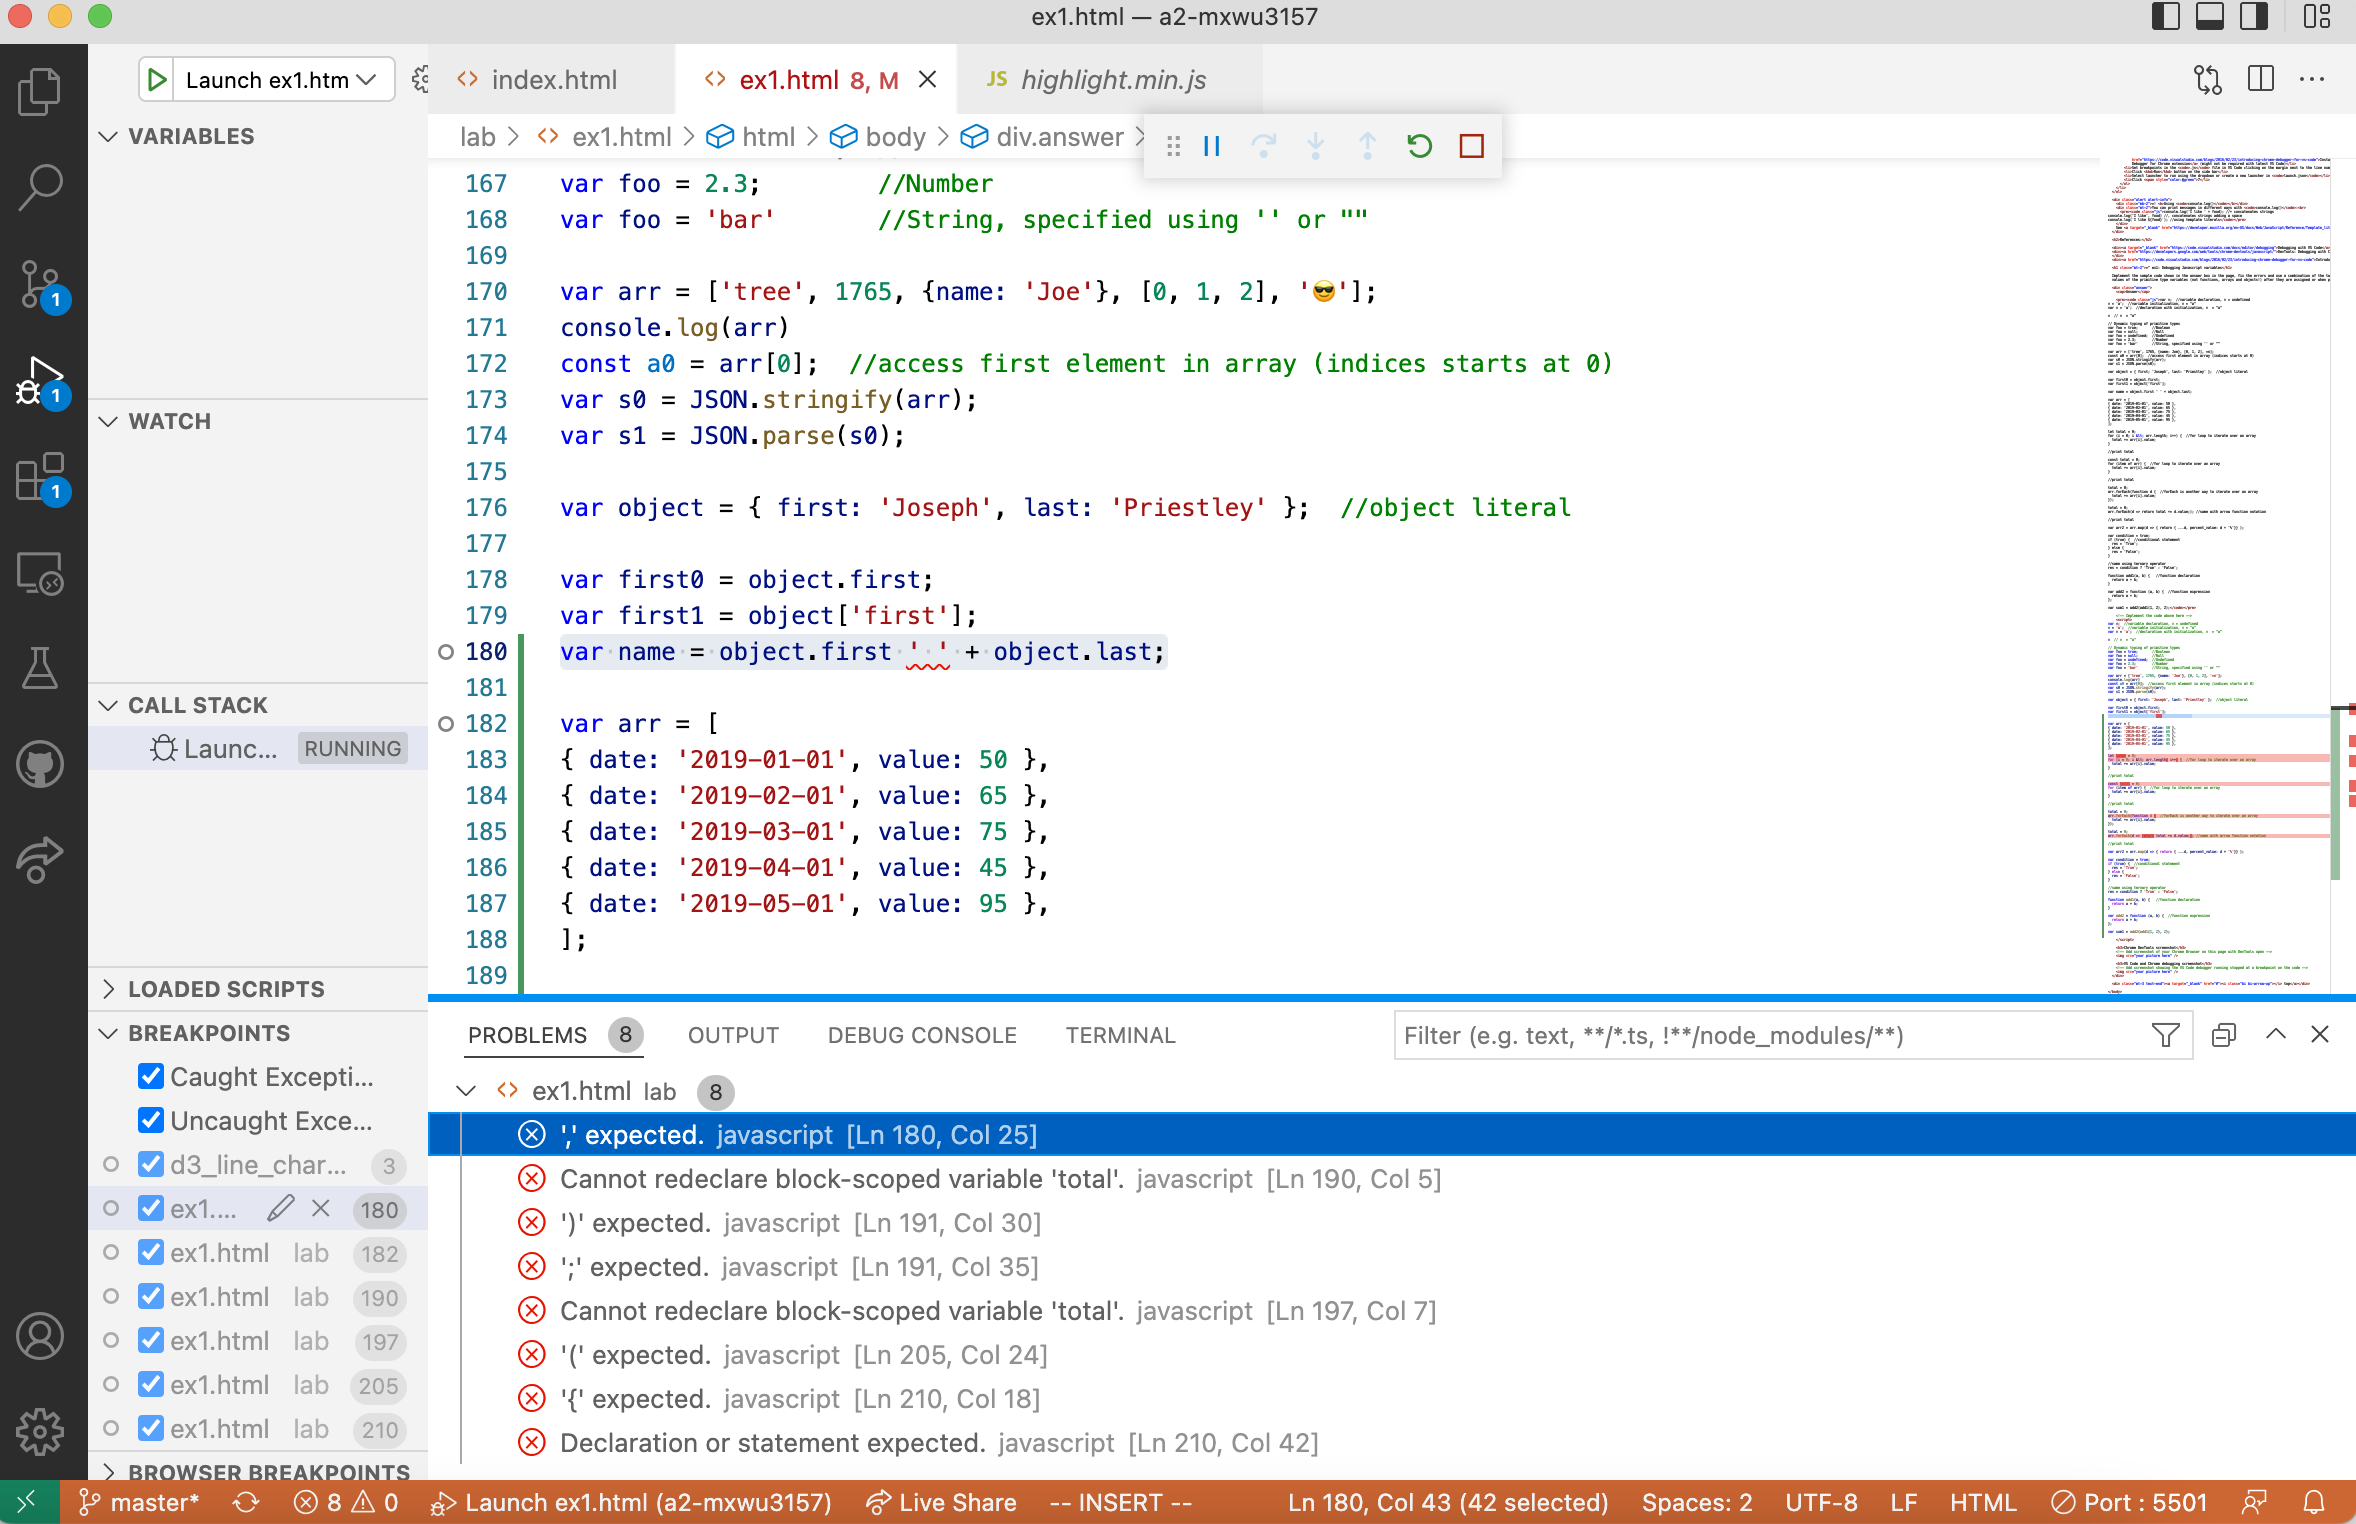 ex1.html — a2-mxwu3157
Launch ex1.htm
index.html
ex1.html 8, M
JS highlight.min.js
lab > ex1.html > html > body > div.answer >
VARIABLES
WATCH
CALL STACK
Launc... RUNNING
LOADED SCRIPTS
BREAKPOINTS
Caught Excepti...
Uncaught Exce...
d3_line_char... 3
ex1.... 180
ex1.html lab 182
ex1.html lab 190
ex1.html lab 197
ex1.html lab 205
ex1.html lab 210
BROWSER BREAKPOINTS
1
1
1
167 var foo = 2.3; //Number
168 var foo = 'bar' //String, specified using '' or ""
169
170 var arr = ['tree', 1765, {name: 'Joe'}, [0, 1, 2], '😎'];
171 console.log(arr)
172 const a0 = arr[0]; //access first element in array (indices starts at 0)
173 var s0 = JSON.stringify(arr);
174 var s1 = JSON.parse(s0);
175
176 var object = { first: 'Joseph', last: 'Priestley' }; //object literal
177
178 var first0 = object.first;
179 var first1 = object['first'];
180 var name = object.first ' ' + object.last;
181
182 var arr = [
183 { date: '2019-01-01', value: 50 },
184 { date: '2019-02-01', value: 65 },
185 { date: '2019-03-01', value: 75 },
186 { date: '2019-04-01', value: 45 },
187 { date: '2019-05-01', value: 95 },
188 ];
189
PROBLEMS 8 OUTPUT DEBUG CONSOLE TERMINAL
Filter (e.g. text, **/*.ts, !**/node_modules/**)
ex1.html lab 8
',' expected. javascript [Ln 180, Col 25]
Cannot redeclare block-scoped variable 'total'. javascript [Ln 190, Col 5]
')' expected. javascript [Ln 191, Col 30]
';' expected. javascript [Ln 191, Col 35]
Cannot redeclare block-scoped variable 'total'. javascript [Ln 197, Col 7]
'(' expected. javascript [Ln 205, Col 24]
'{' expected. javascript [Ln 210, Col 18]
Declaration or statement expected. javascript [Ln 210, Col 42]
master* 8 0 Launch ex1.html (a2-mxwu3157) Live Share -- INSERT -- Ln 180, Col 43 (42 selected) Spaces: 2 UTF-8 LF HTML Port : 5501